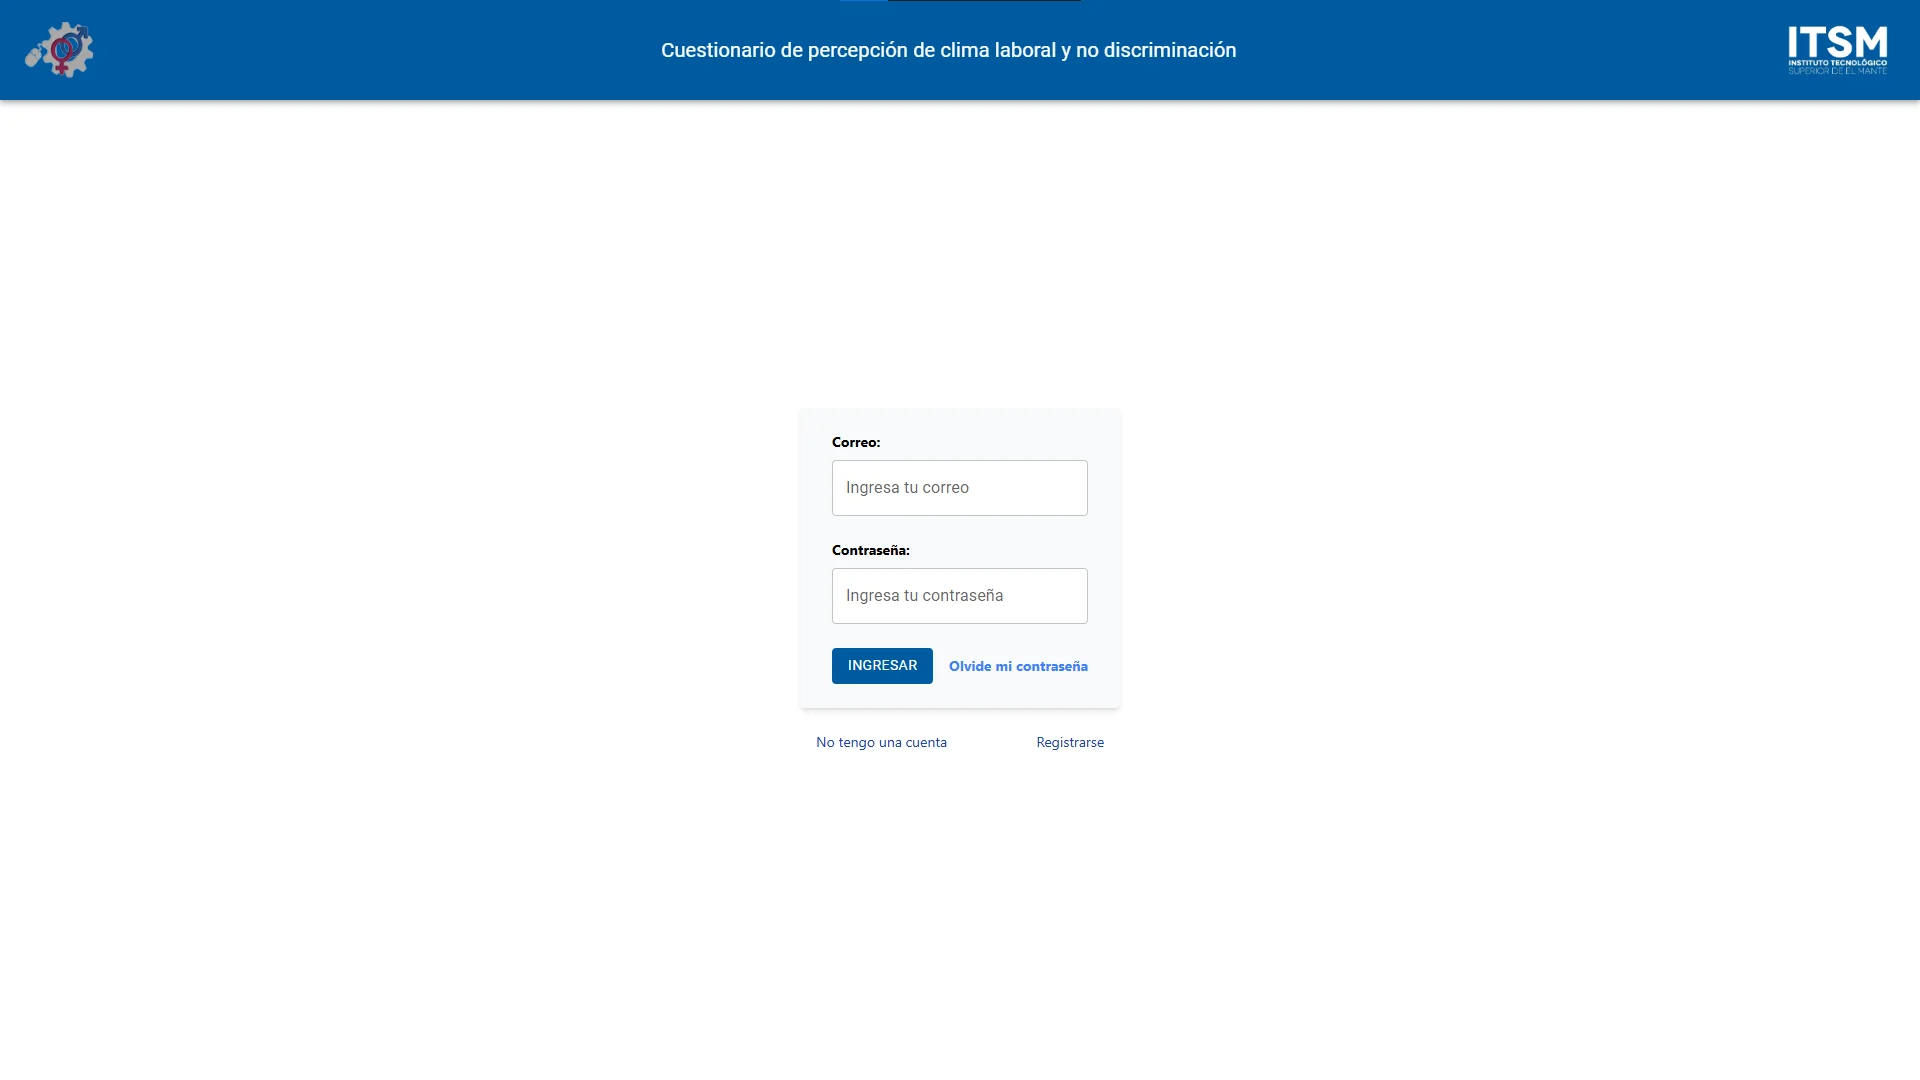 Cuestionario de percepción de clima laboral y no discriminación
ITSM
INSTITUTO TECNOLÓGICO
SUPERIOR DE EL MANTE
Correo:
Ingresa tu correo
Contraseña:
Ingresa tu contraseña
INGRESAR Olvide mi contraseña
No tengo una cuenta Registrarse